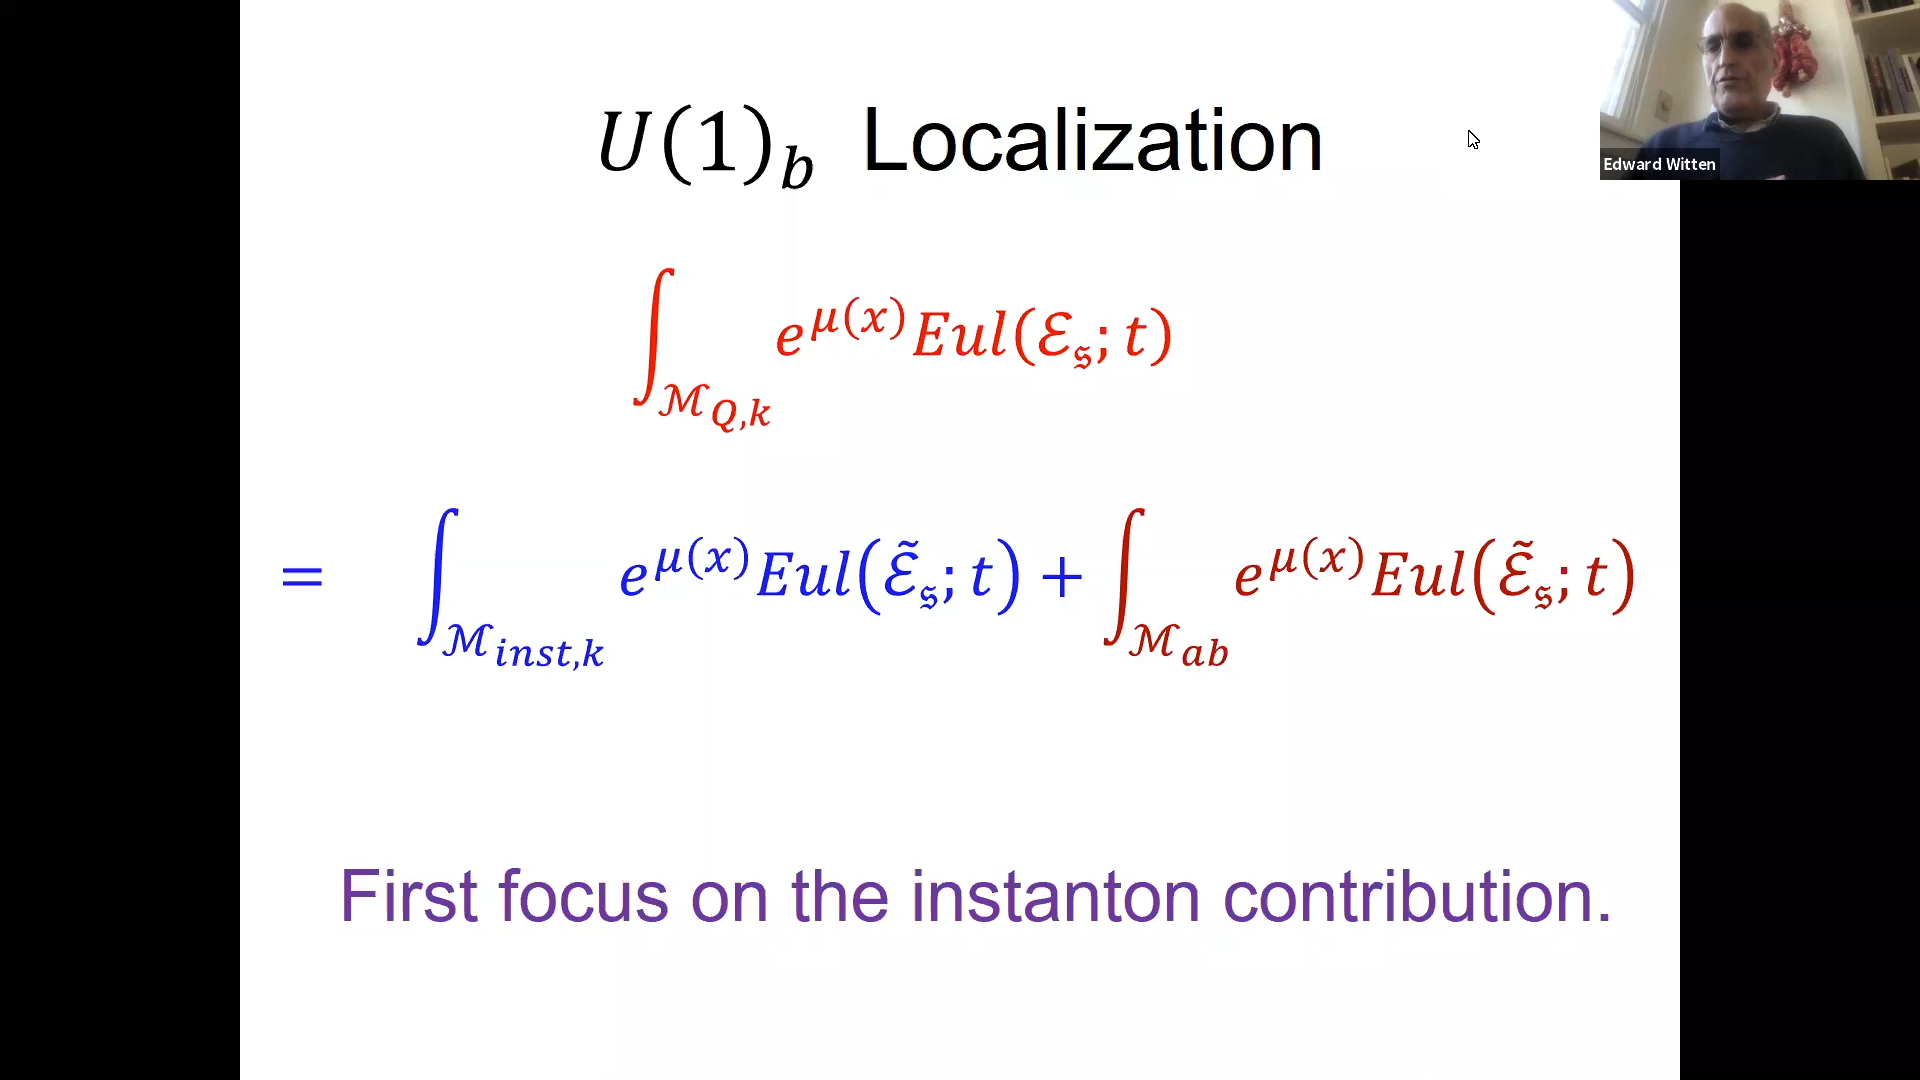 U(1)_b Localization
Edward Witten
∫_{ℳ_{Q,k}} e^{μ(x)} Eul(ℰ_𝔰; t)
= ∫_{ℳ_{inst,k}} e^{μ(x)} Eul(ℰ̃_𝔰; t) + ∫_{ℳ_{ab}} e^{μ(x)} Eul(ℰ̃_𝔰; t)
First focus on the instanton contribution.